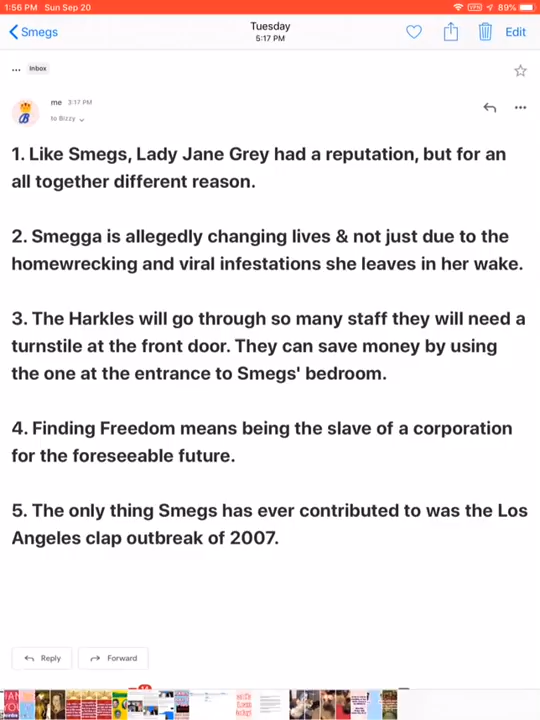 1:56 PM Sun Sep 20
VPN
89%
Smegs
Tuesday
5:17 PM
Edit
... Inbox
me 3:17 PM
to Bizzy
1. Like Smegs, Lady Jane Grey had a reputation, but for an
all together different reason.
2. Smegga is allegedly changing lives & not just due to the
homewrecking and viral infestations she leaves in her wake.
3. The Harkles will go through so many staff they will need a
turnstile at the front door. They can save money by using
the one at the entrance to Smegs' bedroom.
4. Finding Freedom means being the slave of a corporation
for the foreseeable future.
5. The only thing Smegs has ever contributed to was the Los
Angeles clap outbreak of 2007.
Reply
Forward